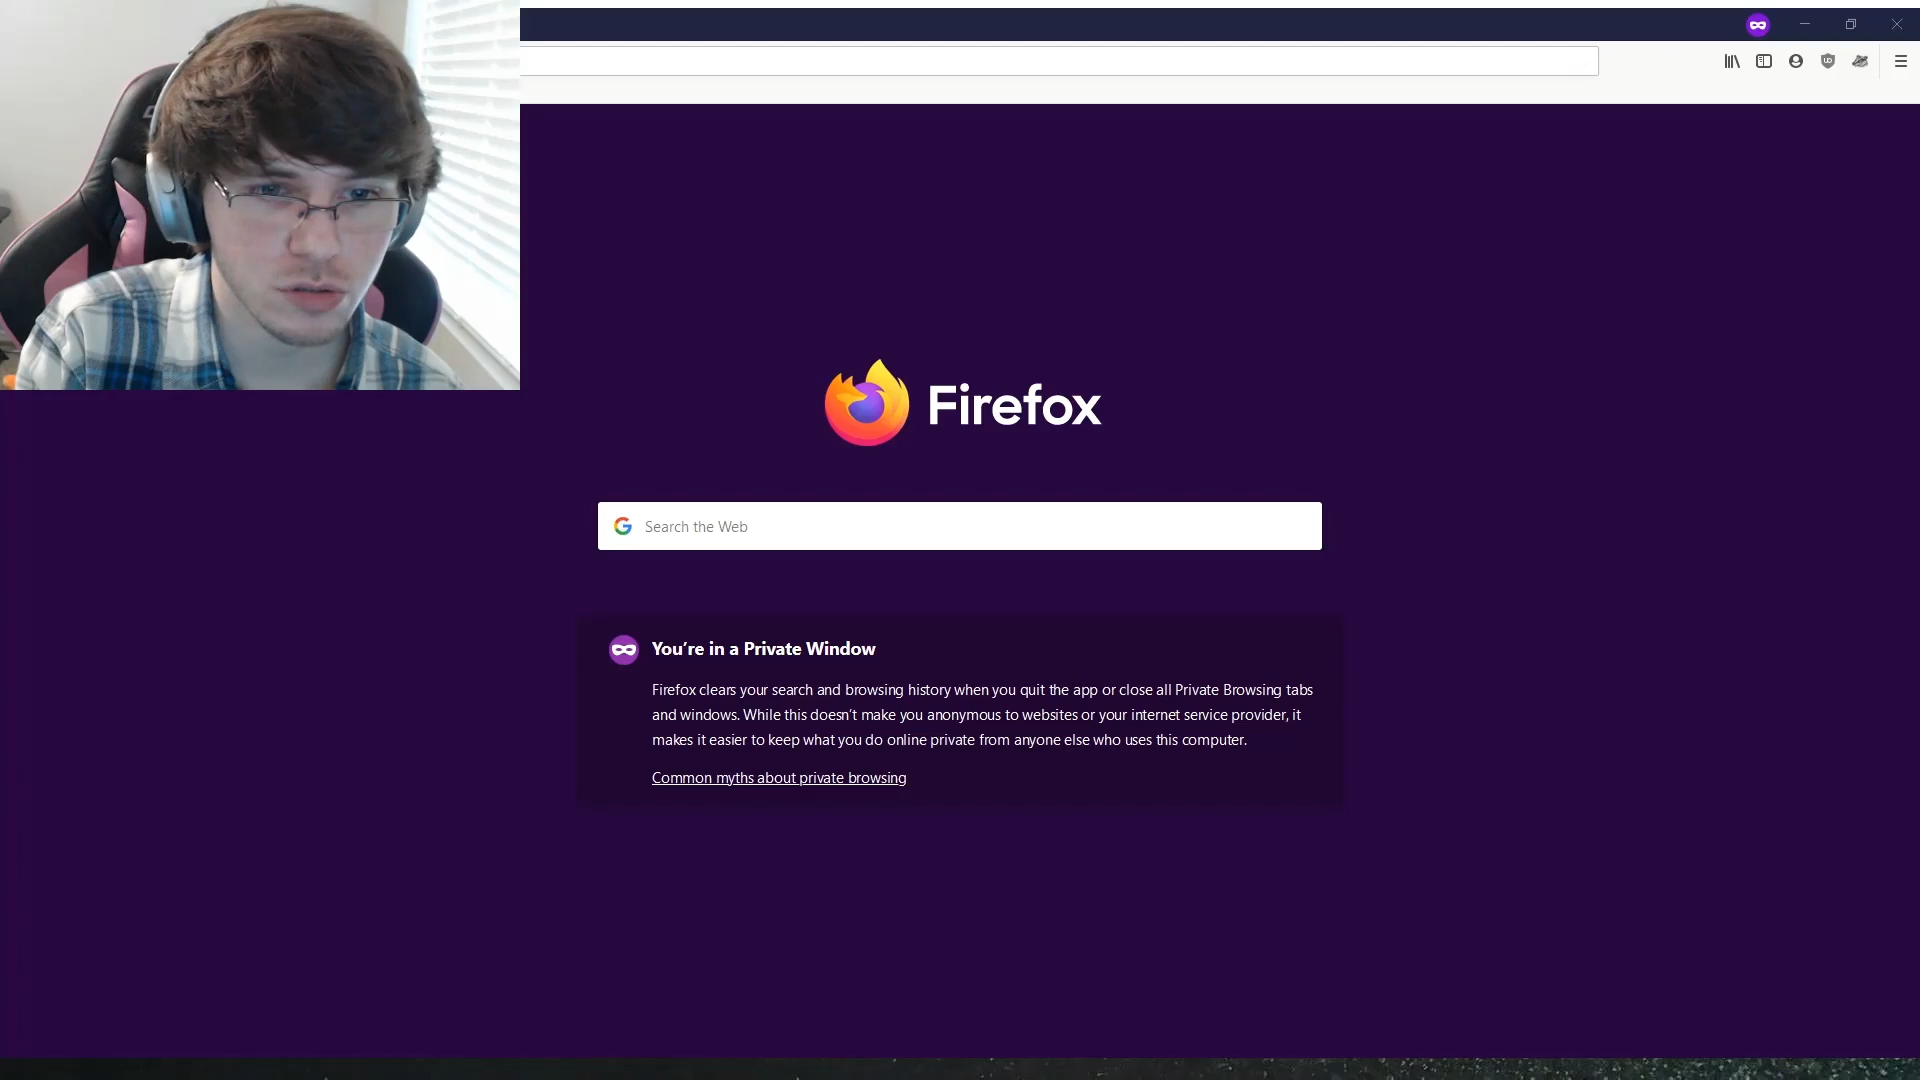 Firefox
Search the Web
You're in a Private Window
Firefox clears your search and browsing history when you quit the app or close all Private Browsing tabs
and windows. While this doesn't make you anonymous to websites or your internet service provider, it
makes it easier to keep what you do online private from anyone else who uses this computer.
Common myths about private browsing